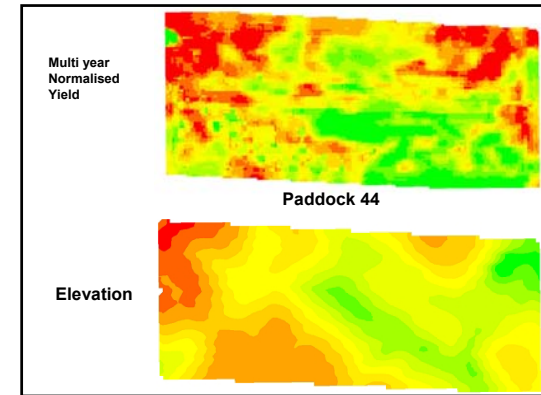 Multi year
Normalised
Yield
Paddock 44
Elevation